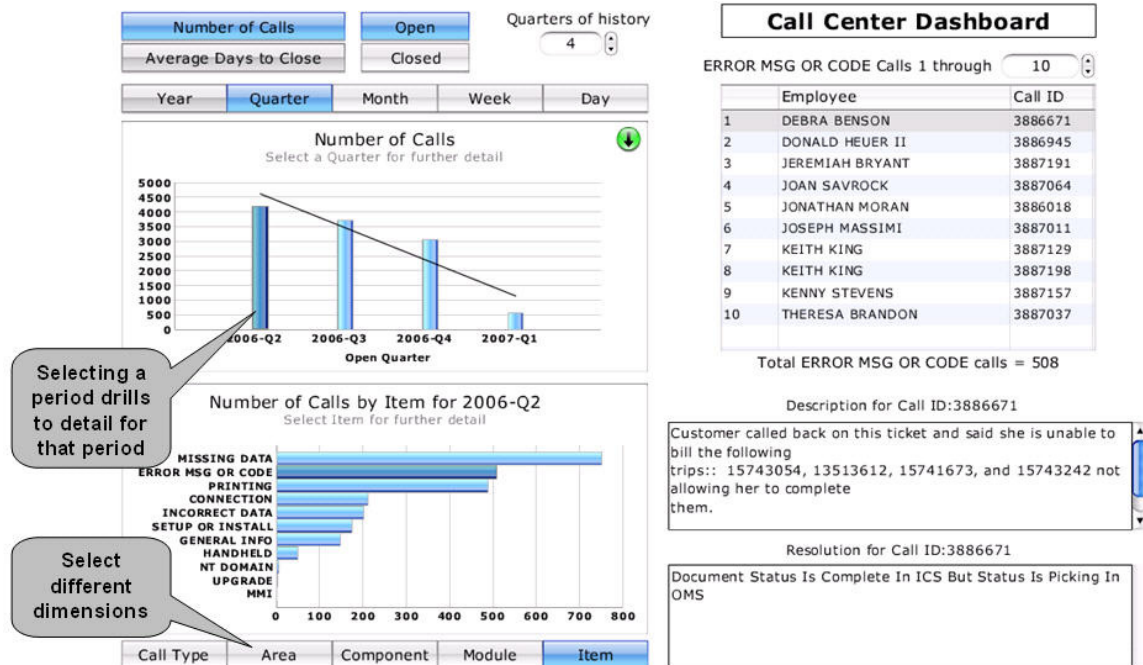 Number of Calls
Open
Quarters of history
4
Average Days to Close
Closed
Year
Quarter
Month
Week
Day
Number of Calls
Select a Quarter for further detail
5000
4500
4000
3500
3000
2500
2000
1500
1000
500
0
2006-Q2
2006-Q3
2006-Q4
2007-Q1
Open Quarter
Selecting a
period drills
to detail for
that period
Number of Calls by Item for 2006-Q2
Select Item for further detail
MISSING DATA
ERROR MSG OR CODE
PRINTING
CONNECTION
INCORRECT DATA
SETUP OR INSTALL
GENERAL INFO
HANDHELD
NT DOMAIN
UPGRADE
MMI
0 100 200 300 400 500 600 700 800
Select
different
dimensions
Call Type
Area
Component
Module
Item
Call Center Dashboard
ERROR MSG OR CODE Calls 1 through 10
Employee Call ID
1 DEBRA BENSON 3886671
2 DONALD HEUER II 3886945
3 JEREMIAH BRYANT 3887191
4 JOAN SAVROCK 3887064
5 JONATHAN MORAN 3886018
6 JOSEPH MASSIMI 3887011
7 KEITH KING 3887129
8 KEITH KING 3887198
9 KENNY STEVENS 3887157
10 THERESA BRANDON 3887037
Total ERROR MSG OR CODE calls = 508
Description for Call ID:3886671
Customer called back on this ticket and said she is unable to
bill the following
trips:: 15743054, 13513612, 15741673, and 15743242 not
allowing her to complete
them.
Resolution for Call ID:3886671
Document Status Is Complete In ICS But Status Is Picking In
OMS